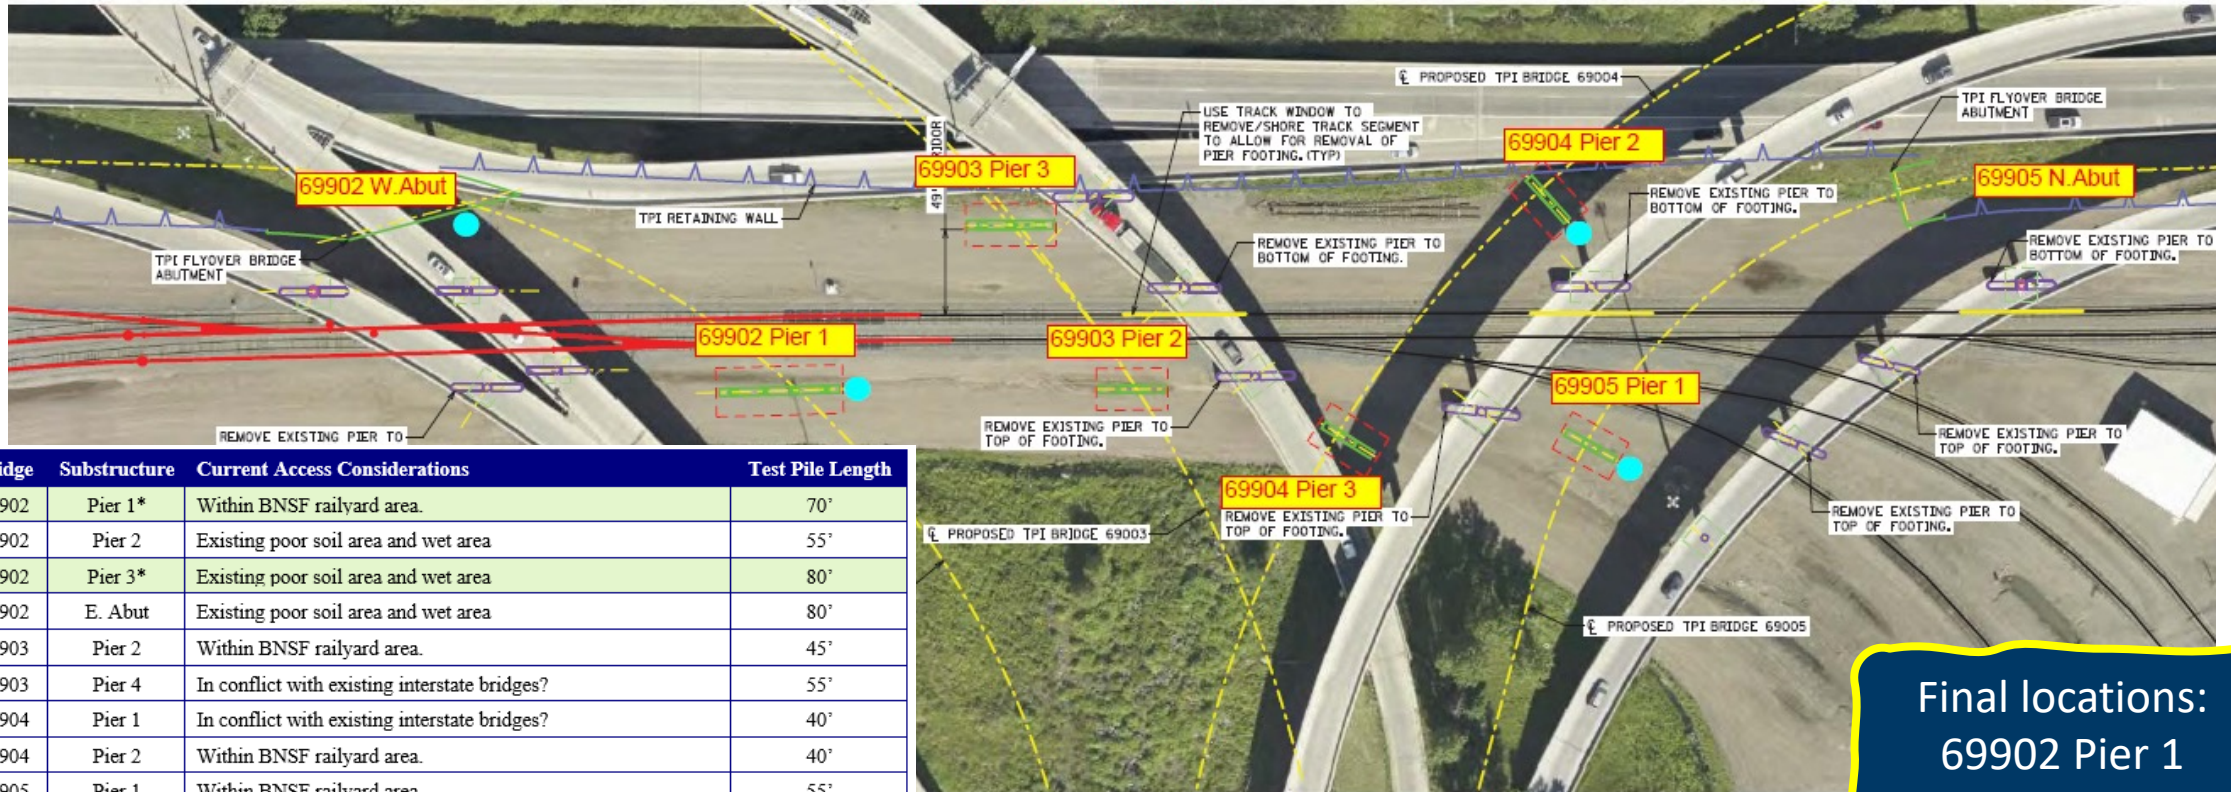 ℄ PROPOSED TPI BRIDGE 69004
TPI FLYOVER BRIDGE
ABUTMENT
USE TRACK WINDOW TO
REMOVE/SHORE TRACK SEGMENT
TO ALLOW FOR REMOVAL OF
PIER FOOTING.(TYP)
69904 Pier 2
69903 Pier 3
69902 W.Abut
69905 N.Abut
49'
TPI RETAINING WALL
REMOVE EXISTING PIER TO
BOTTOM OF FOOTING.
REMOVE EXISTING PIER TO
BOTTOM OF FOOTING.
REMOVE EXISTING PIER TO
BOTTOM OF FOOTING.
TPI FLYOVER BRIDGE
ABUTMENT
69902 Pier 1
69903 Pier 2
69905 Pier 1
REMOVE EXISTING PIER TO
REMOVE EXISTING PIER TO
TOP OF FOOTING.
REMOVE EXISTING PIER TO
TOP OF FOOTING.
69904 Pier 3
REMOVE EXISTING PIER TO
TOP OF FOOTING.
REMOVE EXISTING PIER TO
TOP OF FOOTING.
℄ PROPOSED TPI BRIDGE 69003
℄ PROPOSED TPI BRIDGE 69005
idge Substructure Current Access Considerations Test Pile Length
902 Pier 1* Within BNSF railyard area. 70'
902 Pier 2 Existing poor soil area and wet area 55'
902 Pier 3* Existing poor soil area and wet area 80'
902 E. Abut Existing poor soil area and wet area 80'
903 Pier 2 Within BNSF railyard area. 45'
903 Pier 4 In conflict with existing interstate bridges? 55'
904 Pier 1 In conflict with existing interstate bridges? 40'
904 Pier 2 Within BNSF railyard area. 40'
905 Pier 1 Within BNSF railyard area. 55'
Final locations:
69902 Pier 1